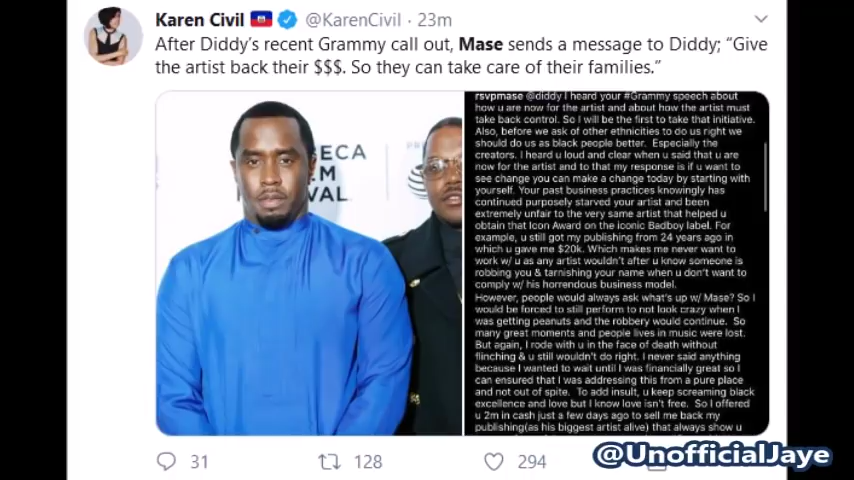 Karen Civil 🇭🇹 @KarenCivil · 23m
After Diddy's recent Grammy call out, Mase sends a message to Diddy; "Give
the artist back their $$$. So they can take care of their families."
rsvpmase @diddy I heard your #Grammy speech about
how u are now for the artist and about how the artist must
take back control. So I will be the first to take that initiative.
Also, before we ask of other ethnicities to do us right we
should do us as black people better. Especially the
creators. I heard u loud and clear when u said that u are
now for the artist and to that my response is if u want to
see change you can make a change today by starting with
yourself. Your past business practices knowingly has
continued purposely starved your artist and been
extremely unfair to the very same artist that helped u
obtain that Icon Award on the iconic Badboy label. For
example, u still got my publishing from 24 years ago in
which u gave me $20k. Which makes me never want to
work w/ u as any artist wouldn't after u know someone is
robbing you & tarnishing your name when u don't want to
comply w/ his horrendous business model.
However, people would always ask what's up w/ Mase? So I
would be forced to still perform to not look crazy when I
was getting peanuts and the robbery would continue. So
many great moments and people lives in music were lost.
But again, I rode with u in the face of death without
flinching & u still wouldn't do right. I never said anything
because I wanted to wait until I was financially great so I
can ensured that I was addressing this from a pure place
and not out of spite. To add insult, u keep screaming black
excellence and love but I know love isn't free. So I offered
u 2m in cash just a few days ago to sell me back my
publishing(as his biggest artist alive) that always show u
31 128 294
@UnofficialJaye